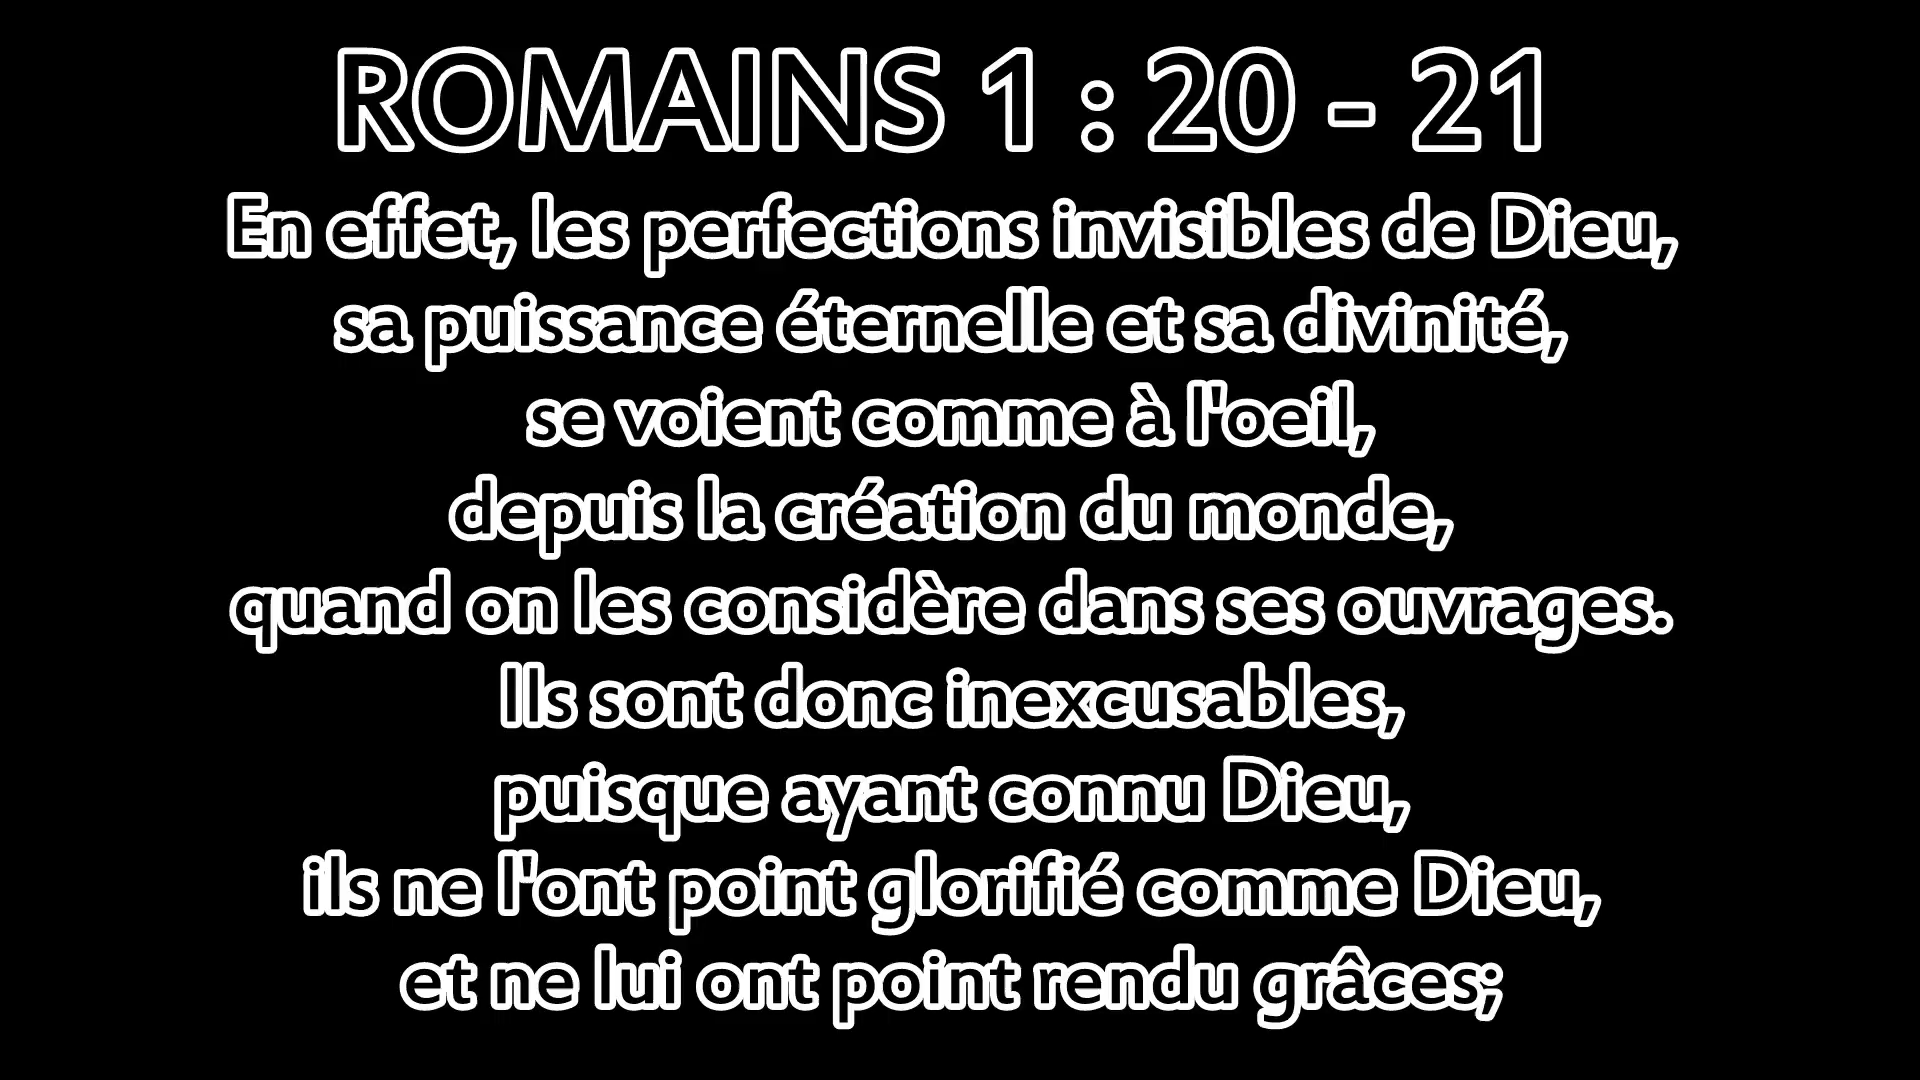 ROMAINS 1 : 20 - 21
En effet, les perfections invisibles de Dieu,
sa puissance éternelle et sa divinité,
se voient comme à l'oeil,
depuis la création du monde,
quand on les considère dans ses ouvrages.
Ils sont donc inexcusables,
puisque ayant connu Dieu,
ils ne l'ont point glorifié comme Dieu,
et ne lui ont point rendu grâces;